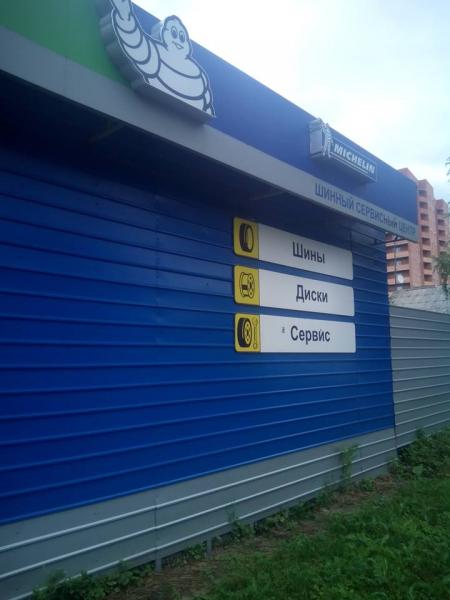 MICHELIN
ШИННЫЙ СЕРВИСНЫЙ ЦЕНТР
Шины
Диски
Сервис